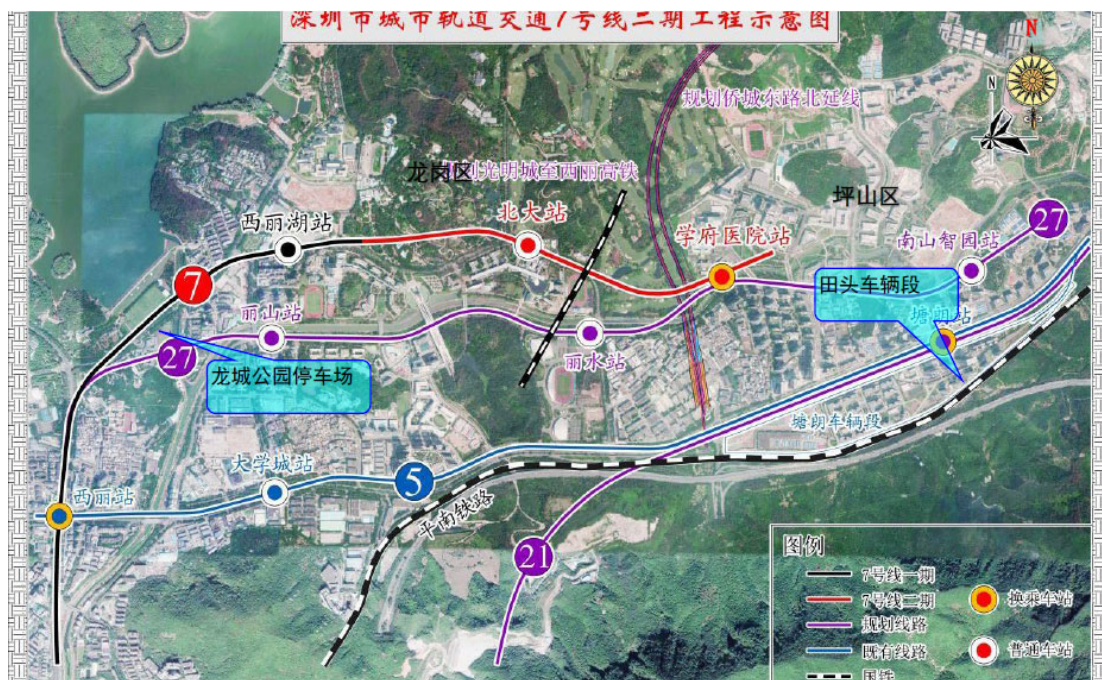 深圳市城市轨道交通7号线二期工程示意图
规划侨城东路北延线
N
N
龙岗区
划光明城至西丽高铁
坪山区
西丽湖站
北大站
学府医院站
南山智园站
27
7
田头车辆段
丽山站
塘朗站
27
丽水站
龙城公园停车场
塘朗车辆段
大学城站
5
西丽站
平南铁路
21
图例
7号线一期
7号线二期
换乘车站
规划线路
既有线路
普通车站
国铁